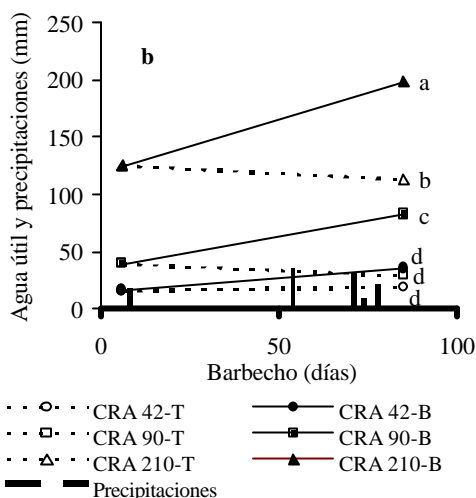 250
b
200
a
150
b
100
c
50
d
d
d
0
0
50
100
Agua útil y precipitaciones (mm)
Barbecho (días)
CRA 42-T
CRA 42-B
CRA 90-T
CRA 90-B
CRA 210-T
CRA 210-B
Precipitaciones